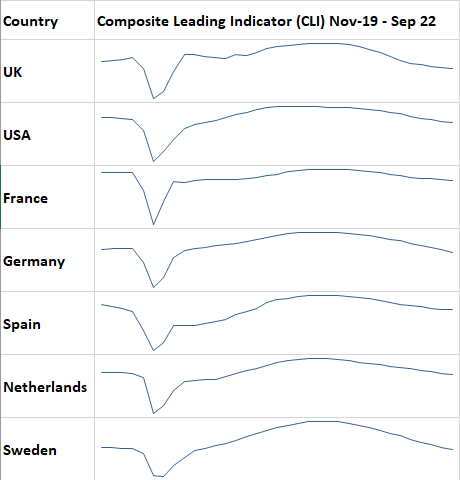 Country Composite Leading Indicator (CLI) Nov-19 - Sep 22
UK
USA
France
Germany
Spain
Netherlands
Sweden